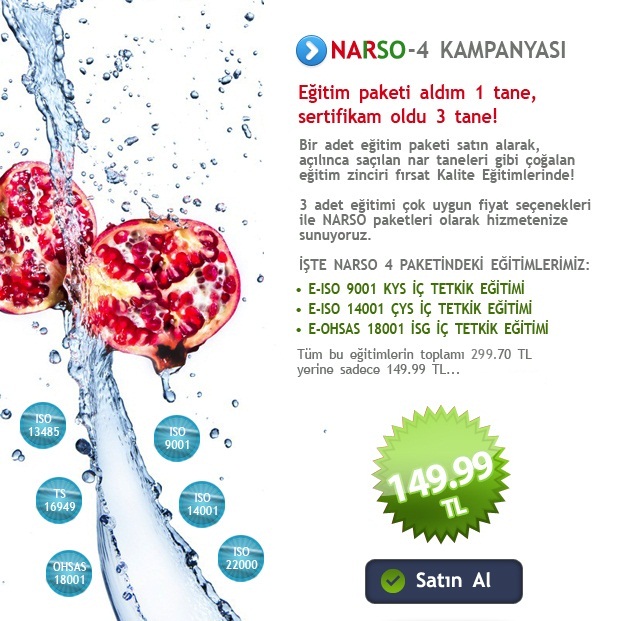 NARSO-4 KAMPANYASI
Eğitim paketi aldım 1 tane,
sertifikam oldu 3 tane!
Bir adet eğitim paketi satın alarak,
açılınca saçılan nar taneleri gibi çoğalan
eğitim zinciri fırsat Kalite Eğitimlerinde!
3 adet eğitimi çok uygun fiyat seçenekleri
ile NARSO paketleri olarak hizmetenize
sunuyoruz.
İŞTE NARSO 4 PAKETİNDEKİ EĞİTİMLERİMİZ:
• E-ISO 9001 KYS İÇ TETKİK EĞİTİMİ
• E-ISO 14001 ÇYS İÇ TETKİK EĞİTİMİ
• E-OHSAS 18001 İSG İÇ TETKİK EĞİTİMİ
Tüm bu eğitimlerin toplamı 299.70 TL
yerine sadece 149.99 TL...
ISO
13485
ISO
9001
TS
16949
ISO
14001
OHSAS
18001
ISO
22000
149.99
TL
Satın Al